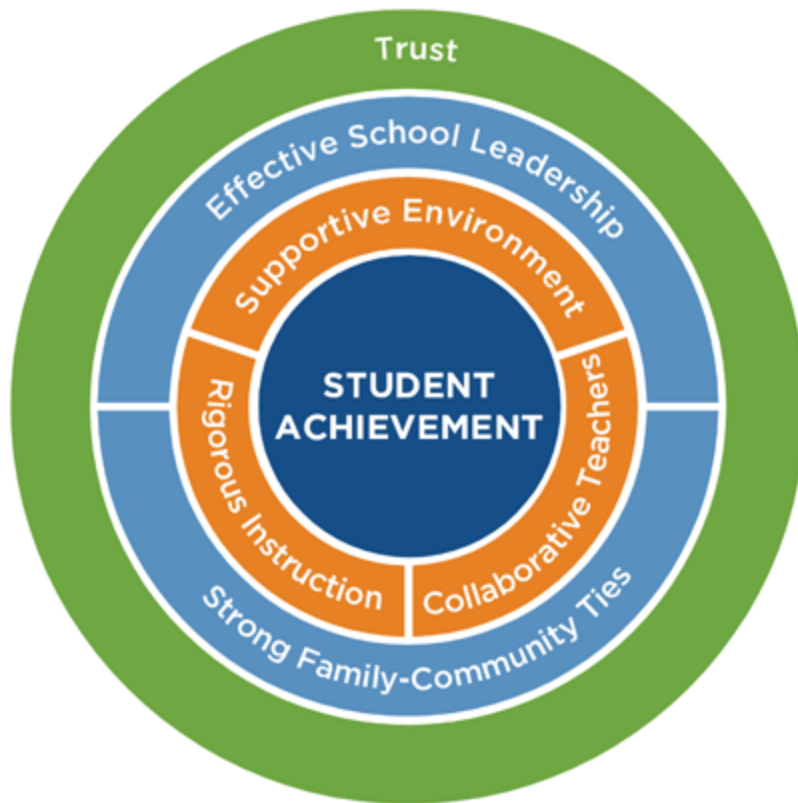 Trust
Effective School Leadership
Supportive Environment
STUDENT
ACHIEVEMENT
Rigorous Instruction
Collaborative Teachers
Strong Family-Community Ties